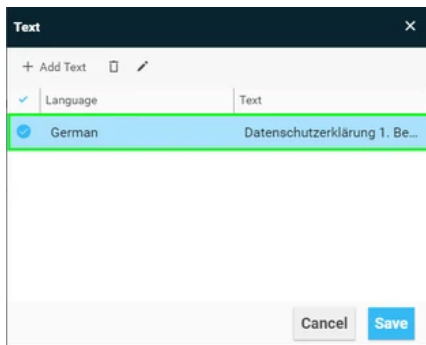 Text
Add Text
Language Text
German Datenschutzerklärung 1. Be...
Cancel Save